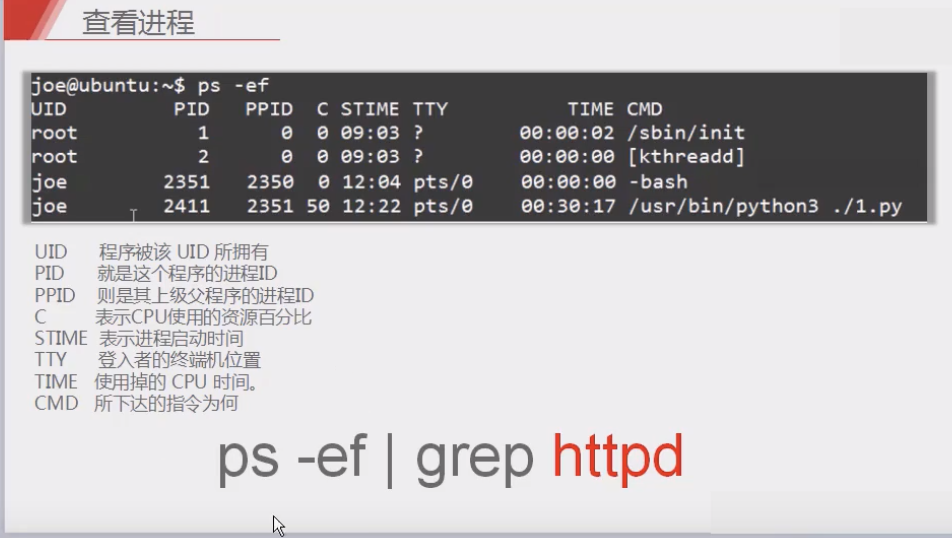 查看进程
joe@ubuntu:~$ ps -ef
UID PID PPID C STIME TTY TIME CMD
root 1 0 0 09:03 ? 00:00:02 /sbin/init
root 2 0 0 09:03 ? 00:00:00 [kthreadd]
joe 2351 2350 0 12:04 pts/0 00:00:00 -bash
joe 2411 2351 50 12:22 pts/0 00:30:17 /usr/bin/python3 ./1.py
UID 程序被该 UID 所拥有
PID 就是这个程序的进程ID
PPID 则是其上级父程序的进程ID
C 表示CPU使用的资源百分比
STIME 表示进程启动时间
TTY 登入者的终端机位置
TIME 使用掉的 CPU 时间。
CMD 所下达的指令为何
ps -ef | grep httpd